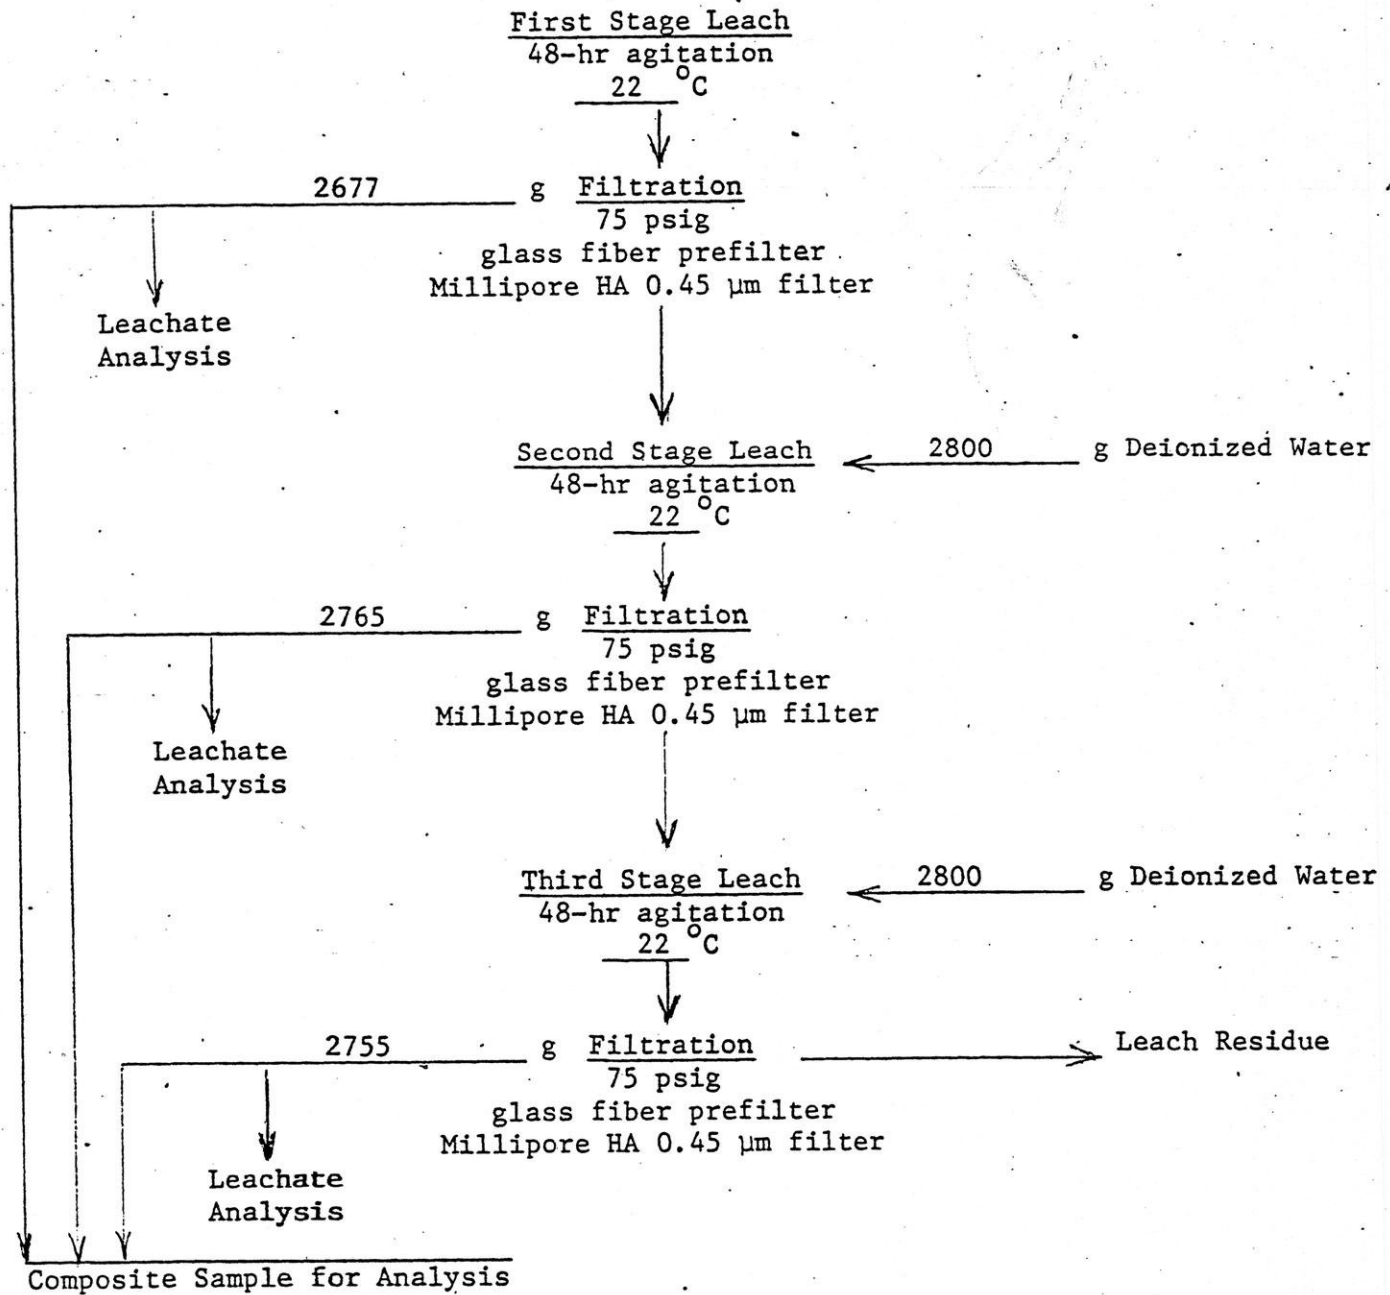 First Stage Leach
48-hr agitation
22 °C
2677 g Filtration
75 psig
glass fiber prefilter
Millipore HA 0.45 µm filter
Leachate
Analysis
Second Stage Leach
2800 g Deionized Water
48-hr agitation
22 °C
2765 g Filtration
75 psig
glass fiber prefilter
Millipore HA 0.45 µm filter
Leachate
Analysis
Third Stage Leach
2800 g Deionized Water
48-hr agitation
22 °C
2755 g Filtration
Leach Residue
75 psig
glass fiber prefilter
Millipore HA 0.45 µm filter
Leachate
Analysis
Composite Sample for Analysis